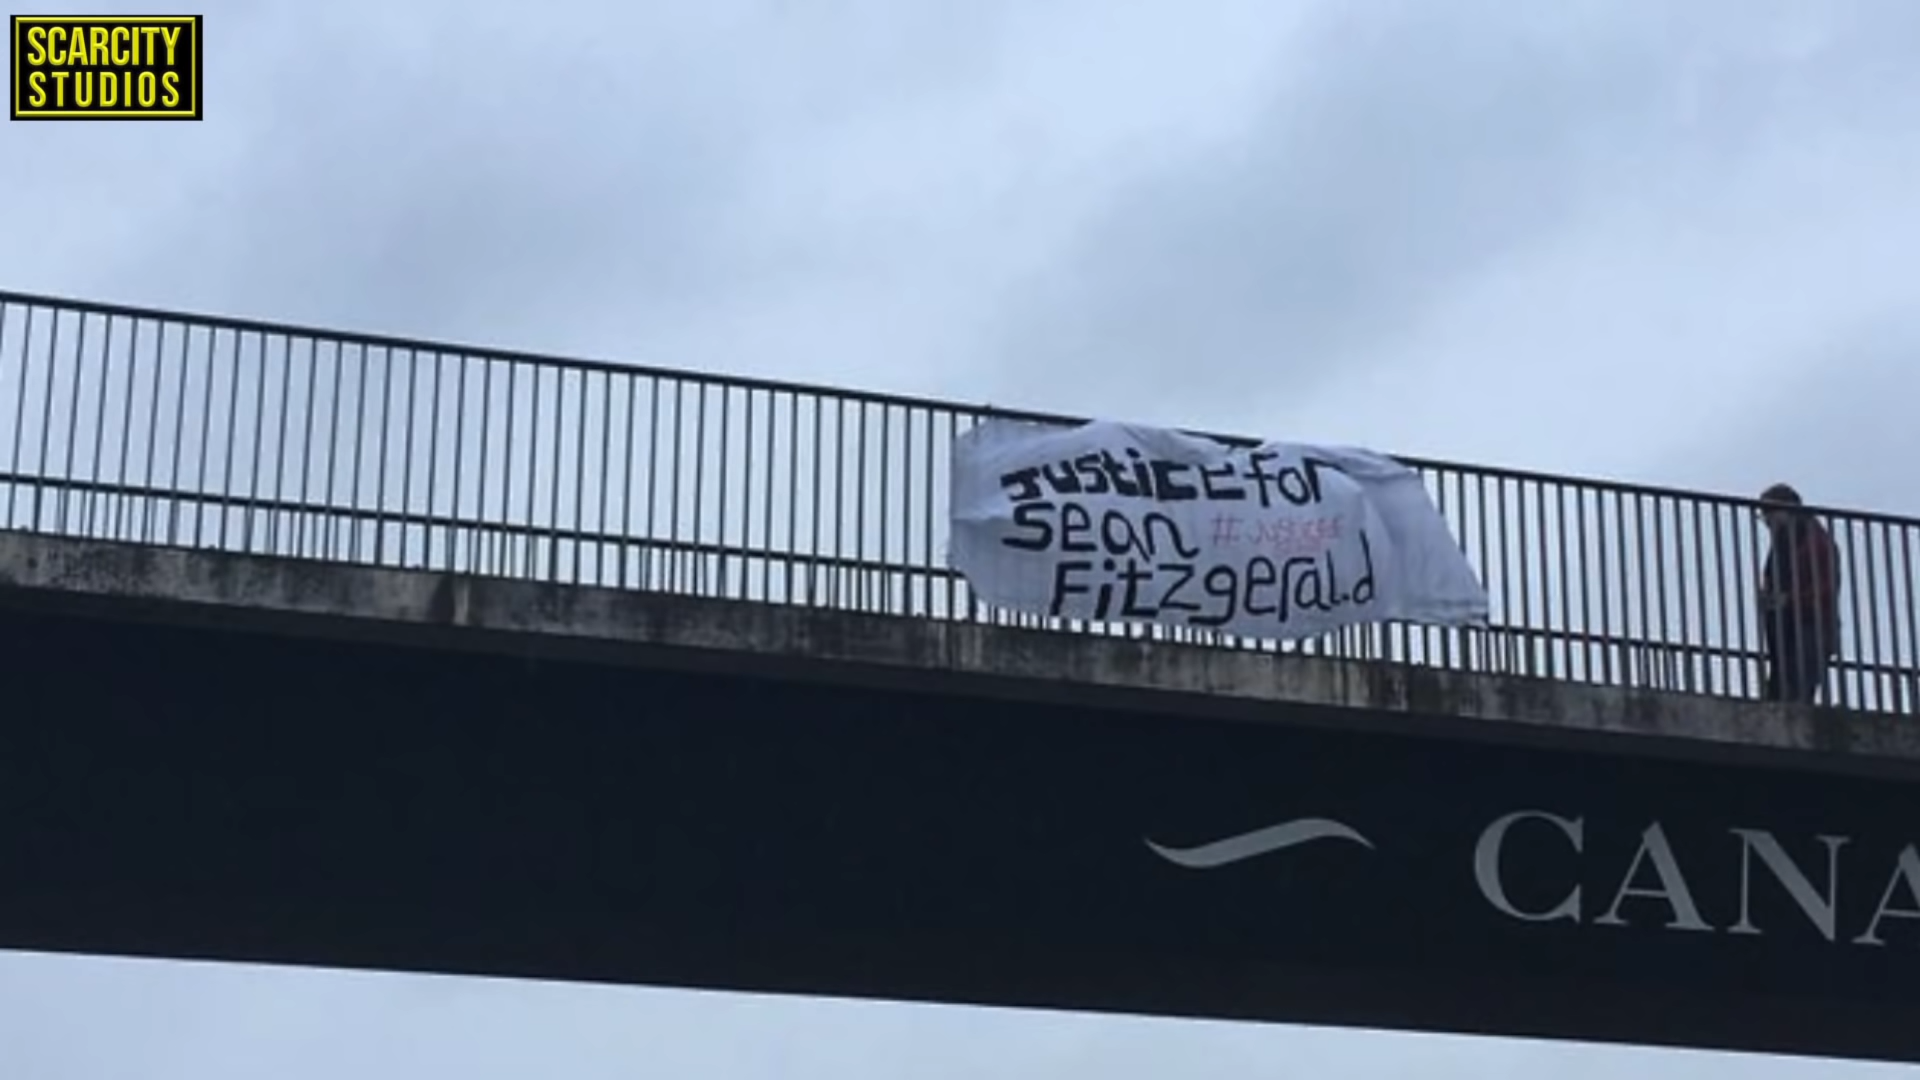 SCARCITY
STUDIOS
Justice for
Sean
Fitzgerald
CANA